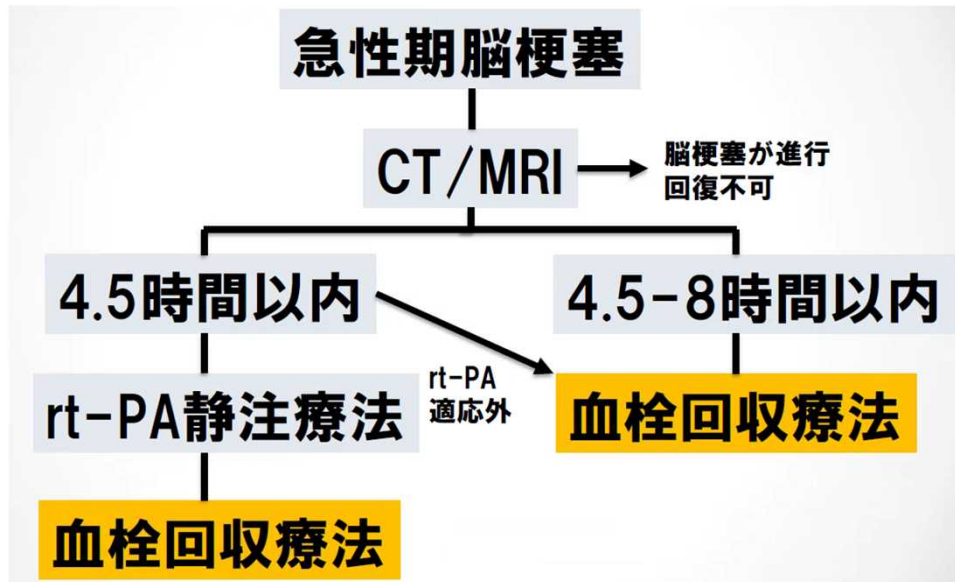 急性期脳梗塞
CT/MRI
脳梗塞が進行
回復不可
4.5時間以内
4.5-8時間以内
rt-PA
適応外
rt-PA静注療法
血栓回収療法
血栓回収療法